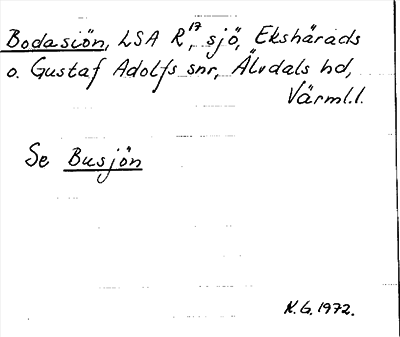 Bodasiön, LSA R¹⁷, sjö, Ekshärads
o. Gustaf Adolfs snr, Älvdals hd,
Värml.l.
Se Busjön
K.G. 1972.